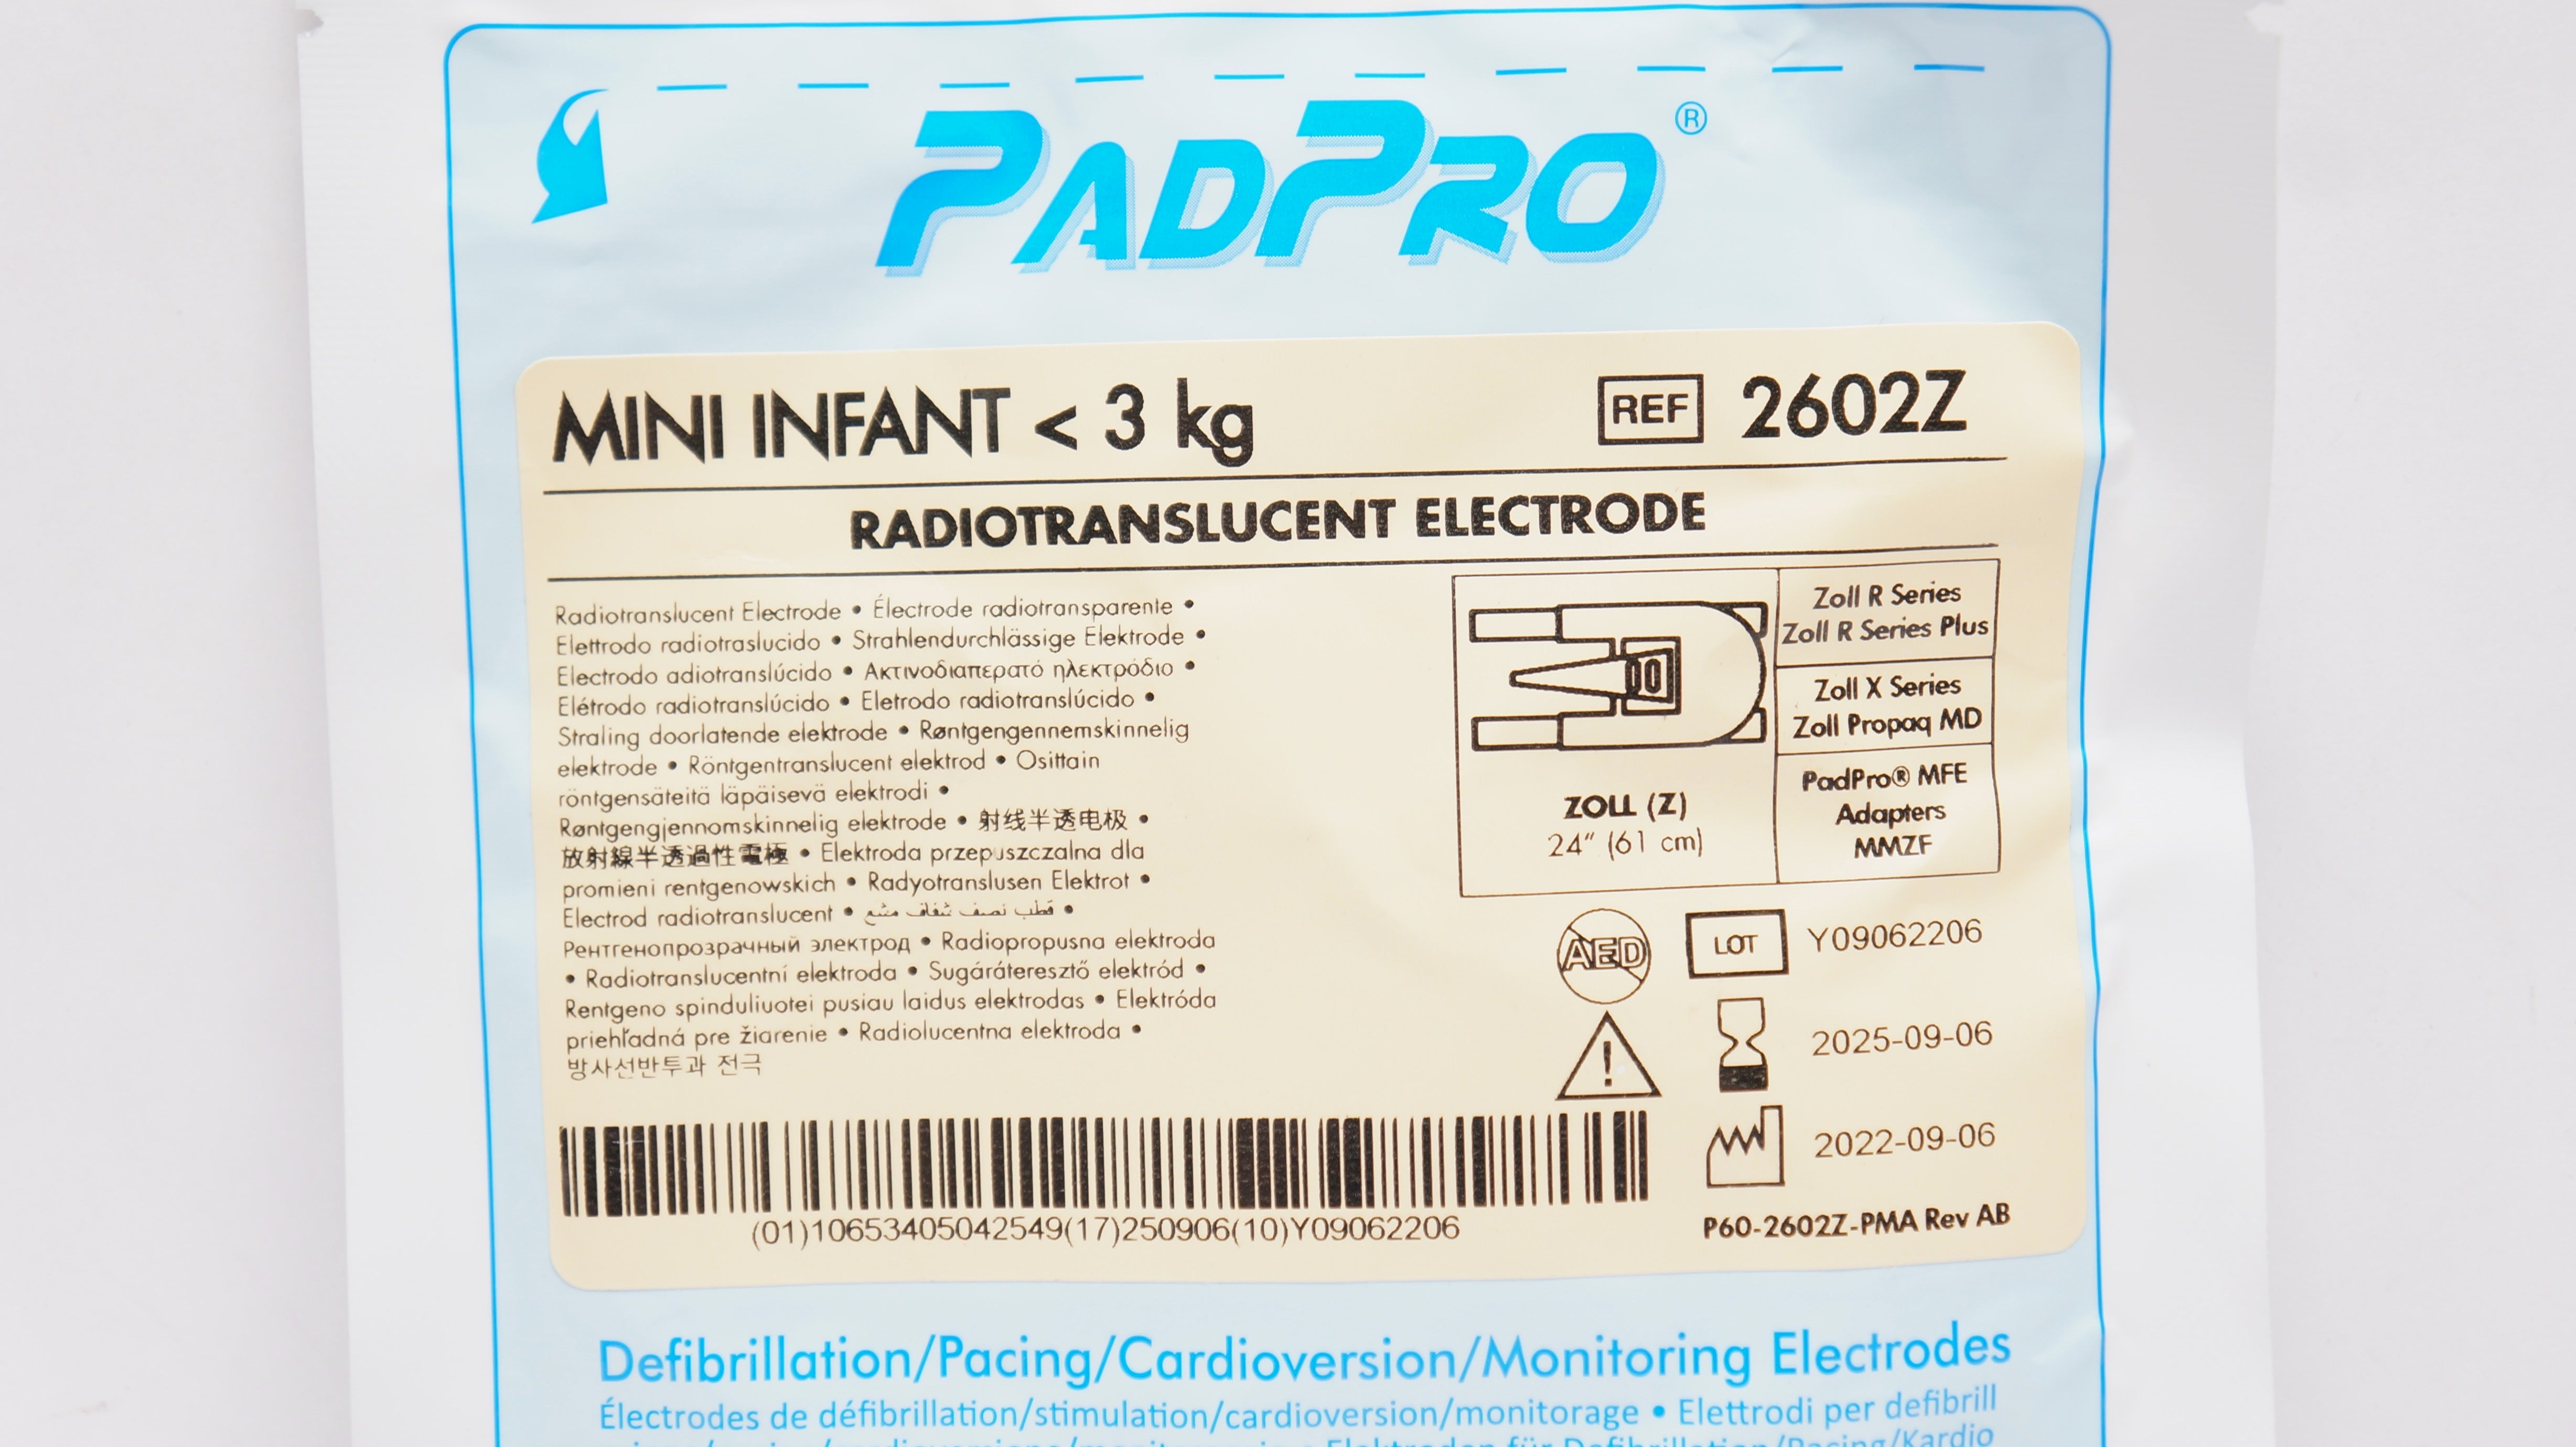 PADPRO®
MINI INFANT < 3 kg
REF 2602Z
RADIOTRANSLUCENT ELECTRODE
Radiotranslucent Electrode • Électrode radiotransparente •
Elettrodo radiotraslucido • Strahlendurchlässige Elektrode •
Electrodo adiotranslúcido • Ακτινοδιαπερατό ηλεκτρόδιο •
Elétrodo radiotranslúcido • Eletrodo radiotranslúcido •
Straling doorlatende elektrode • Røntgengennemskinnelig
elektrode • Röntgentranslucent elektrod • Osittain
röntgensäteitä läpäisevä elektrodi •
Røntgengjennomskinnelig elektrode • 射线半透电极 •
放射線半透過性電極 • Elektroda przepuszczalna dla
promieni rentgenowskich • Radyotranslusen Elektrot •
Electrod radiotranslucent • قطب نصف شفاف مشع •
Рентгенопрозрачный электрод • Radiopropusna elektroda
• Radiotranslucentní elektroda • Sugáráteresztő elektród •
Rentgeno spinduliuotei pusiau laidus elektrodas • Elektróda
priehľadná pre žiarenie • Radiolucentna elektroda •
방사선반투과 전극
ZOLL (Z)
24" (61 cm)
Zoll R Series
Zoll R Series Plus
Zoll X Series
Zoll Propaq MD
PadPro® MFE
Adapters
MMZF
AED
LOT Y09062206
2025-09-06
!
2022-09-06
(01)10653405042549(17)250906(10)Y09062206
P60-2602Z-PMA Rev AB
Defibrillation/Pacing/Cardioversion/Monitoring Electrodes
Électrodes de défibrillation/stimulation/cardioversion/monitorage • Elettrodi per defibrill